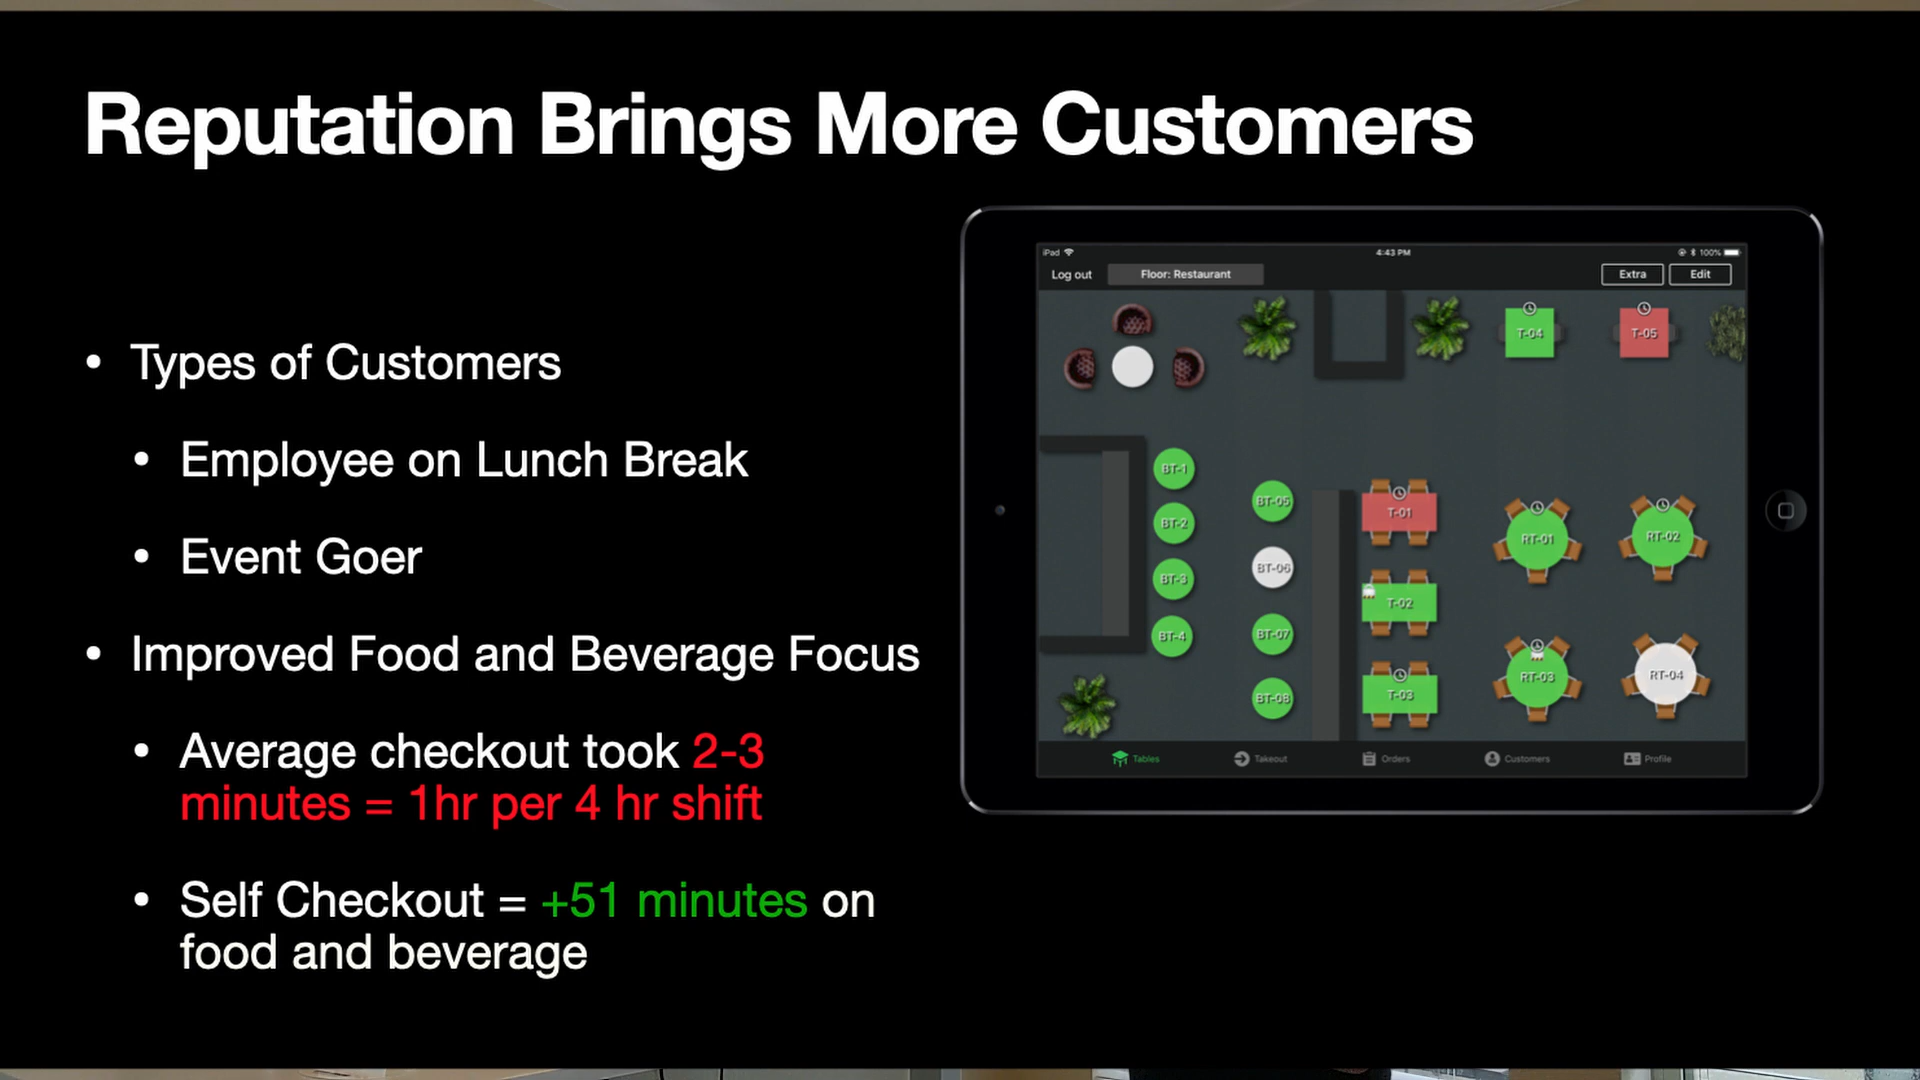 Reputation Brings More Customers
• Types of Customers
• Employee on Lunch Break
• Event Goer
• Improved Food and Beverage Focus
• Average checkout took 2-3
minutes = 1hr per 4 hr shift
• Self Checkout = +51 minutes on
food and beverage
iPad
4:43 PM
100%
Log out
Floor: Restaurant
Extra
Edit
T-04
T-05
BT-1
BT-2
BT-3
BT-4
BT-05
BT-06
BT-07
BT-08
T-01
T-02
T-03
RT-01
RT-02
RT-03
RT-04
Tables
Takeout
Orders
Customers
Profile